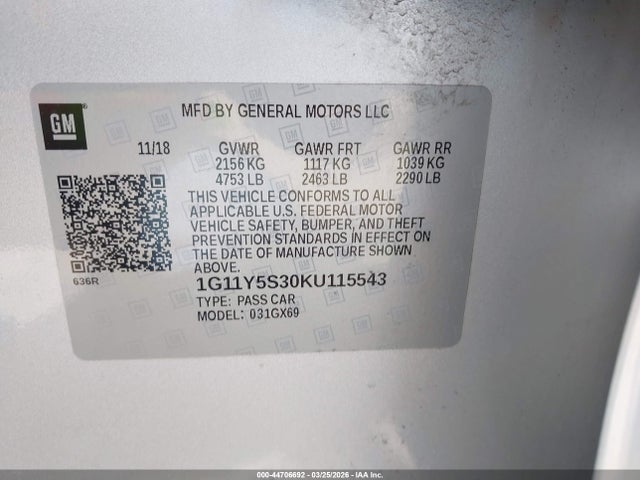 GM
MFD BY GENERAL MOTORS LLC
11/18 GVWR GAWR FRT GAWR RR
2156 KG 1117 KG 1039 KG
4753 LB 2463 LB 2290 LB
THIS VEHICLE CONFORMS TO ALL
APPLICABLE U.S. FEDERAL MOTOR
VEHICLE SAFETY, BUMPER, AND THEFT
PREVENTION STANDARDS IN EFFECT ON
THE DATE OF MANUFACTURE SHOWN
ABOVE.
636R
1G11Y5S30KU115543
TYPE: PASS CAR
MODEL: 031GX69
000-44706692 / 03/25/2026 - IAA Inc.